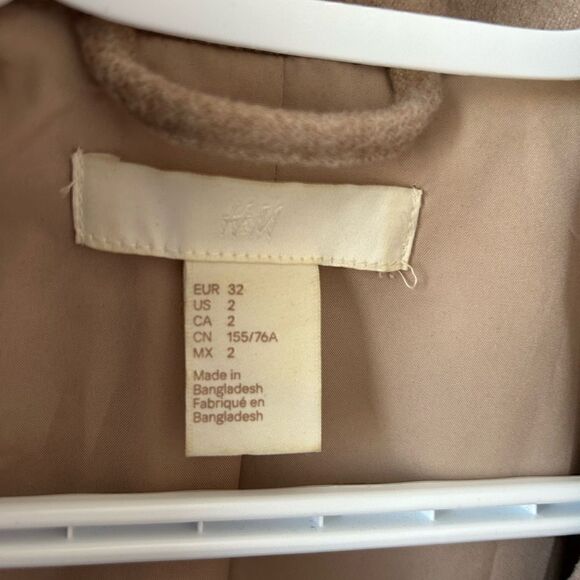 H&M
EUR 32
US 2
CA 2
CN 155/76A
MX 2
Made in
Bangladesh
Fabriqué en
Bangladesh